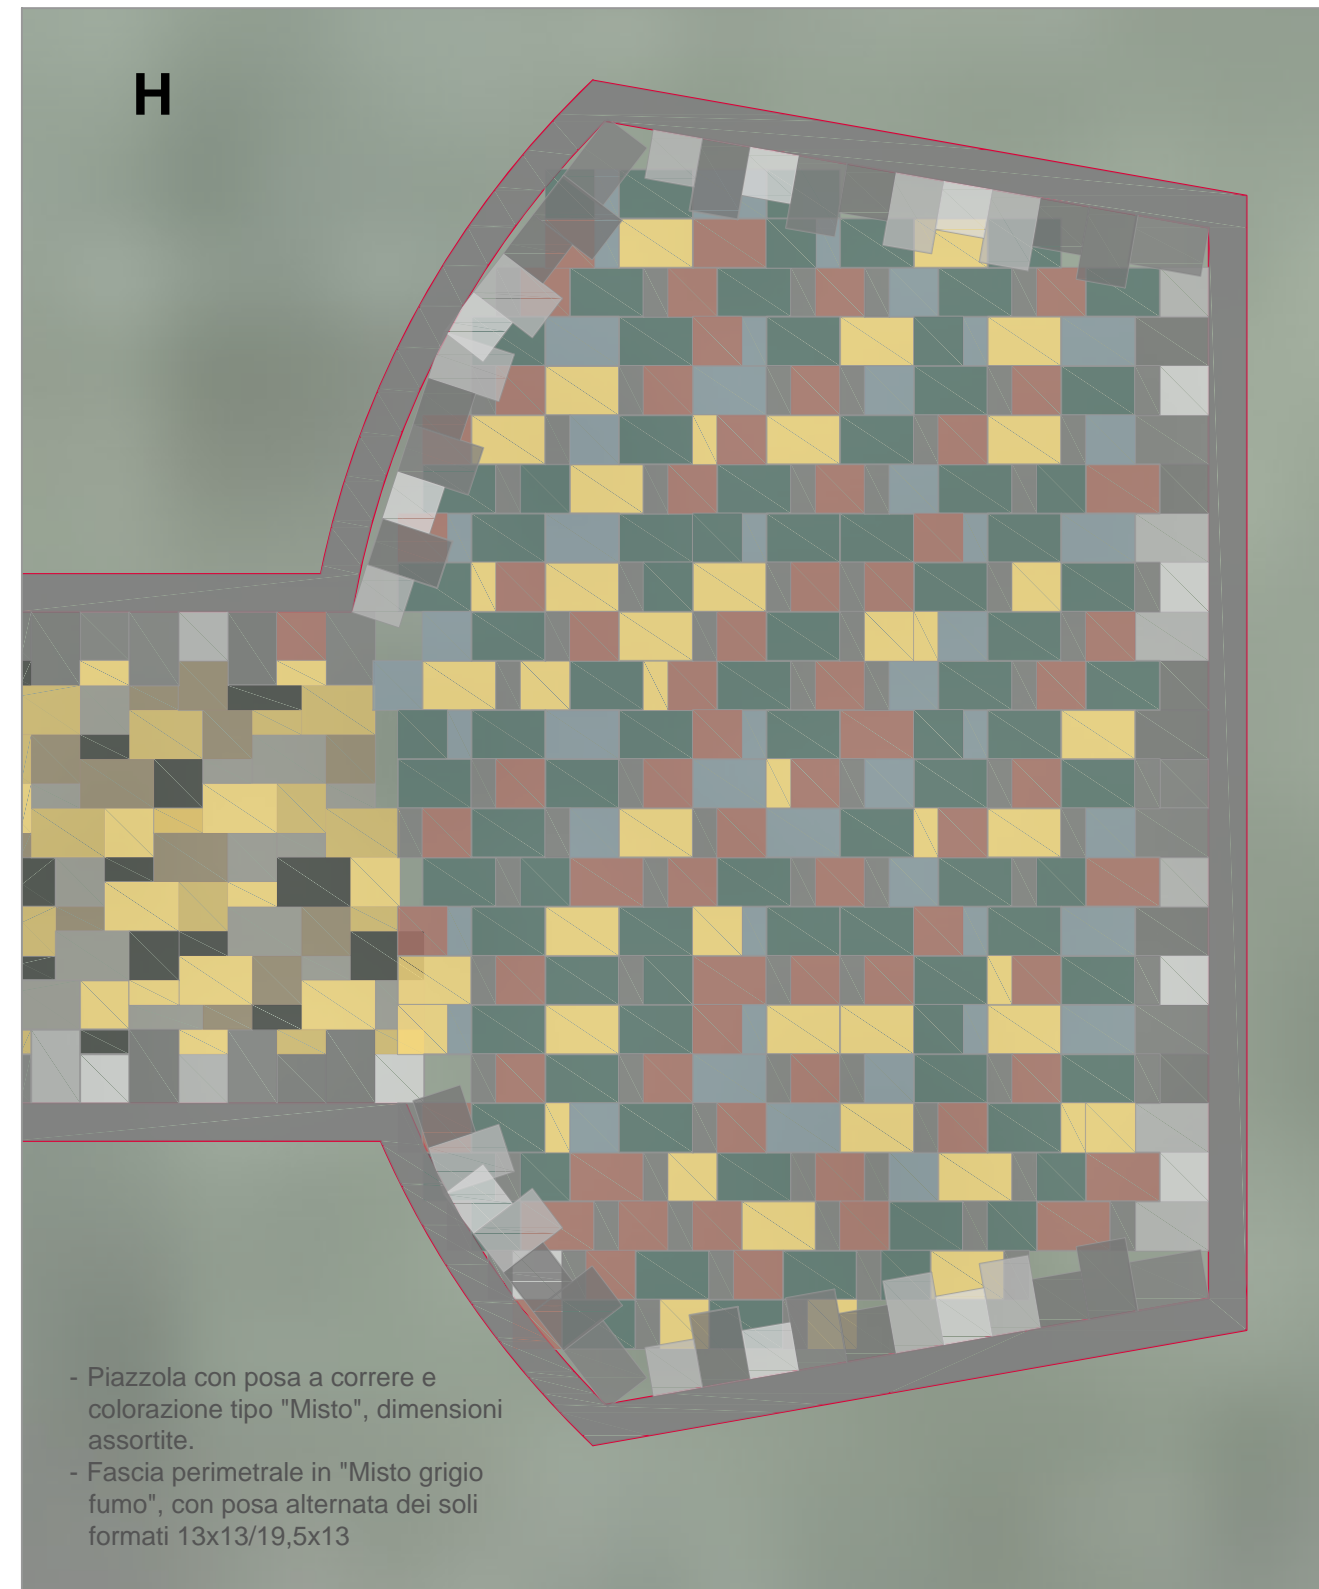 H
- Piazzola con posa a correre e
colorazione tipo "Misto", dimensioni
assortite.
- Fascia perimetrale in "Misto grigio
fumo", con posa alternata dei soli
formati 13x13/19,5x13